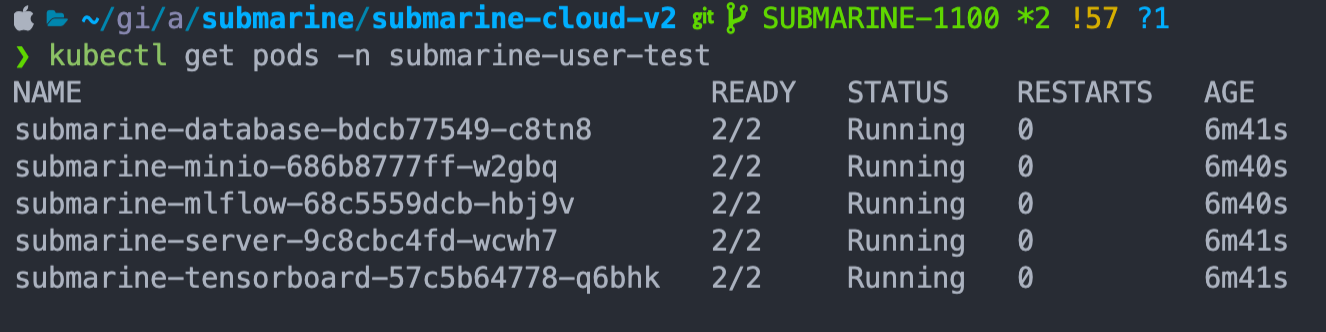 ~/gi/a/submarine/submarine-cloud-v2 git SUBMARINE-1100 *2 !57 ?1
❯ kubectl get pods -n submarine-user-test
NAME READY STATUS RESTARTS AGE
submarine-database-bdcb77549-c8tn8 2/2 Running 0 6m41s
submarine-minio-686b8777ff-w2gbq 2/2 Running 0 6m40s
submarine-mlflow-68c5559dcb-hbj9v 2/2 Running 0 6m40s
submarine-server-9c8cbc4fd-wcwh7 2/2 Running 0 6m41s
submarine-tensorboard-57c5b64778-q6bhk 2/2 Running 0 6m41s